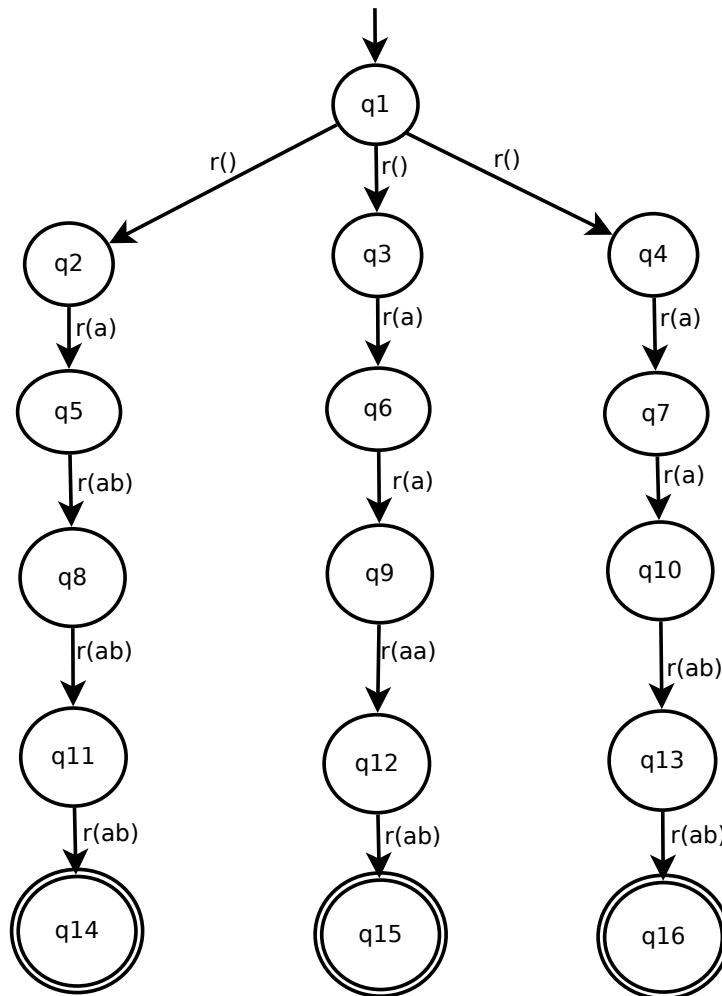 q1
r() r() r()
q2 q3 q4
r(a) r(a) r(a)
q5 q6 q7
r(ab) r(a) r(a)
q8 q9 q10
r(ab) r(aa) r(ab)
q11 q12 q13
r(ab) r(ab) r(ab)
q14 q15 q16